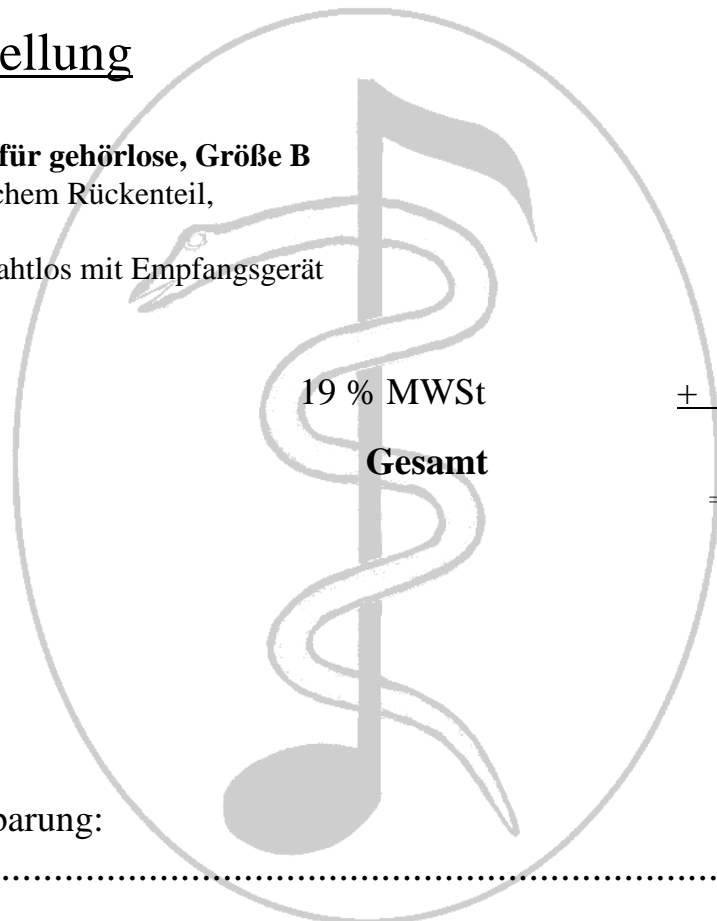 ellung
für gehörlose, Größe B
chem Rückenteil,
ahtlos mit Empfangsgerät
19 % MWSt +
Gesamt
=
barung:
................................................................